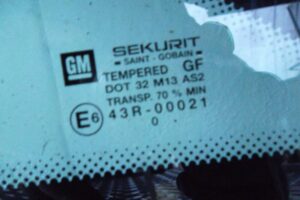 GM
SEKURIT
SAINT - GOBAIN
TEMPERED GF
DOT 32 M13 AS2
TRANSP. 70 % MIN
E6 43R-00021
0